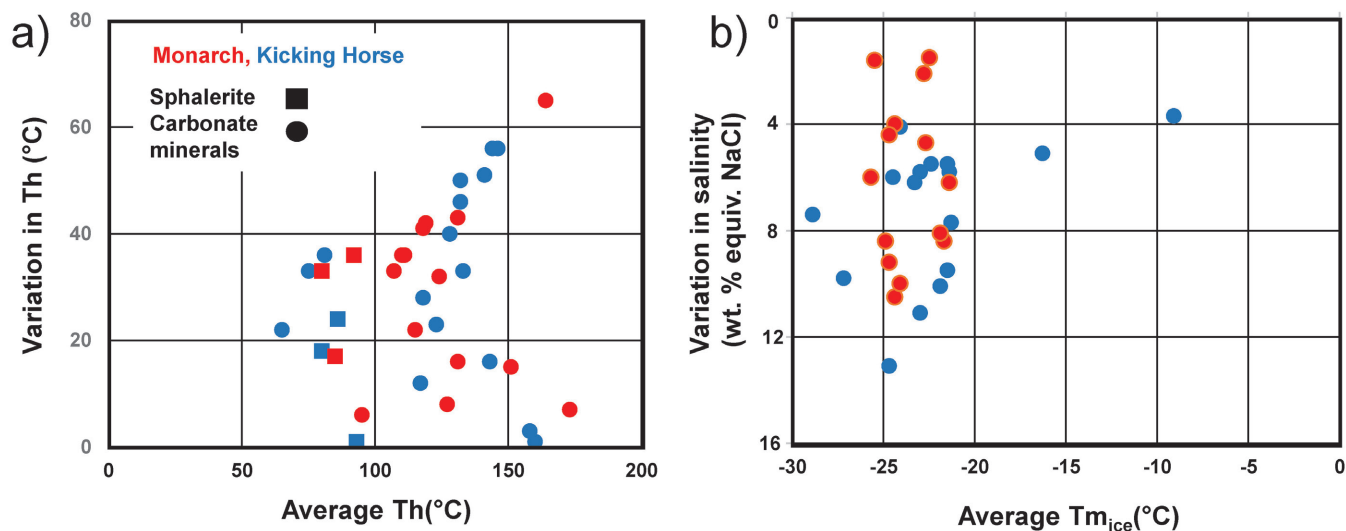 a)
Variation in Th (°C)
80
60
40
20
0
Monarch, Kicking Horse
Sphalerite
Carbonate
minerals
0 50 100 150 200
Average Th(°C)
b)
Variation in salinity
(wt. % equiv. NaCl)
0
4
8
12
16
-30 -25 -20 -15 -10 -5 0
Average Tmice(°C)